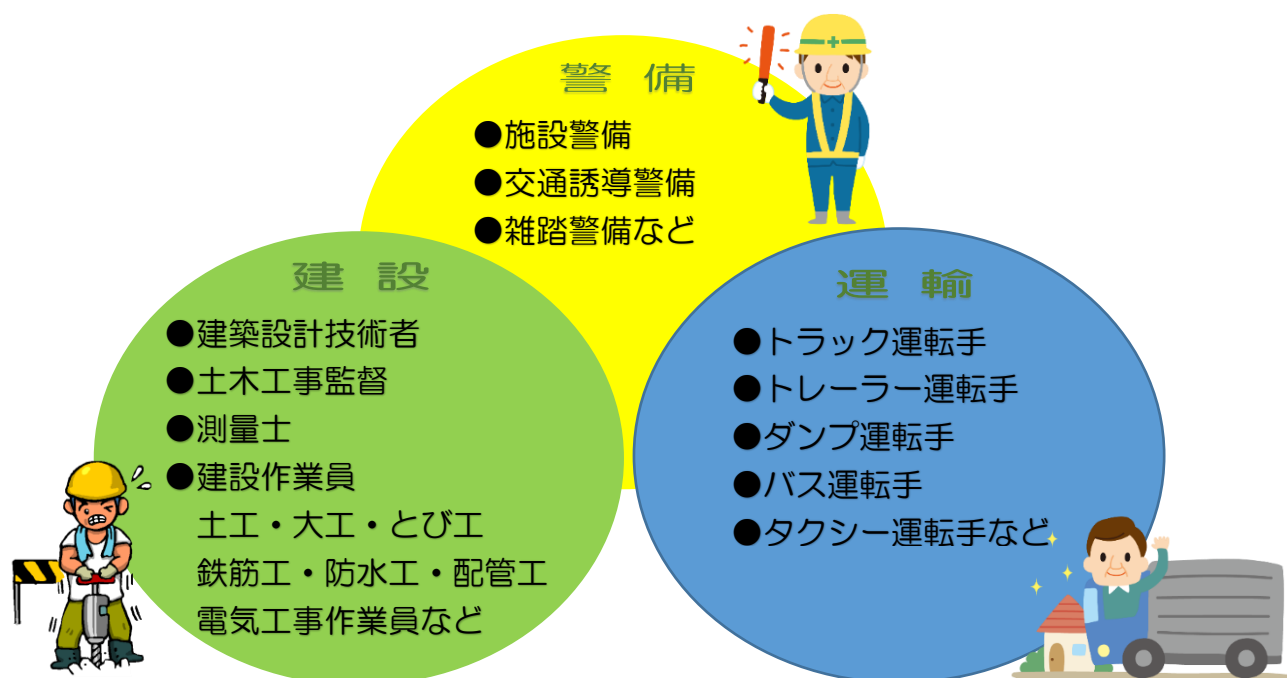 警 備
●施設警備
●交通誘導警備
●雑踏警備など
建 設
●建築設計技術者
●土木工事監督
●測量士
●建設作業員
土工・大工・とび工
鉄筋工・防水工・配管工
電気工事作業員など
運 輸
●トラック運転手
●トレーラー運転手
●ダンプ運転手
●バス運転手
●タクシー運転手など